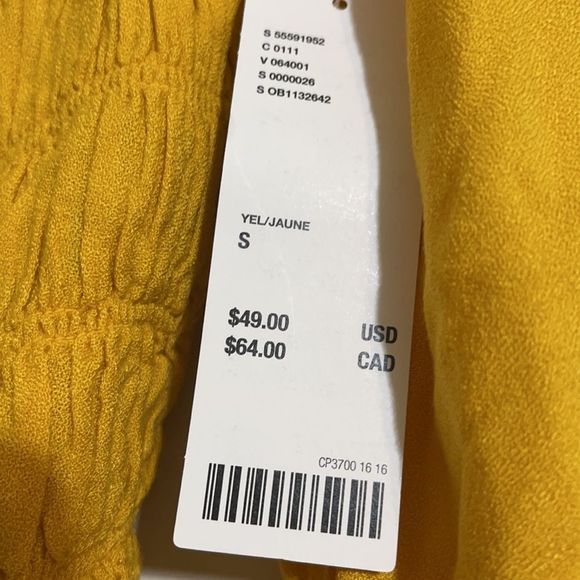 S 55591952
C 0111
V 064001
S 0000026
S OB1132642
YEL/JAUNE
S
$49.00 USD
$64.00 CAD
CP3700 16 16